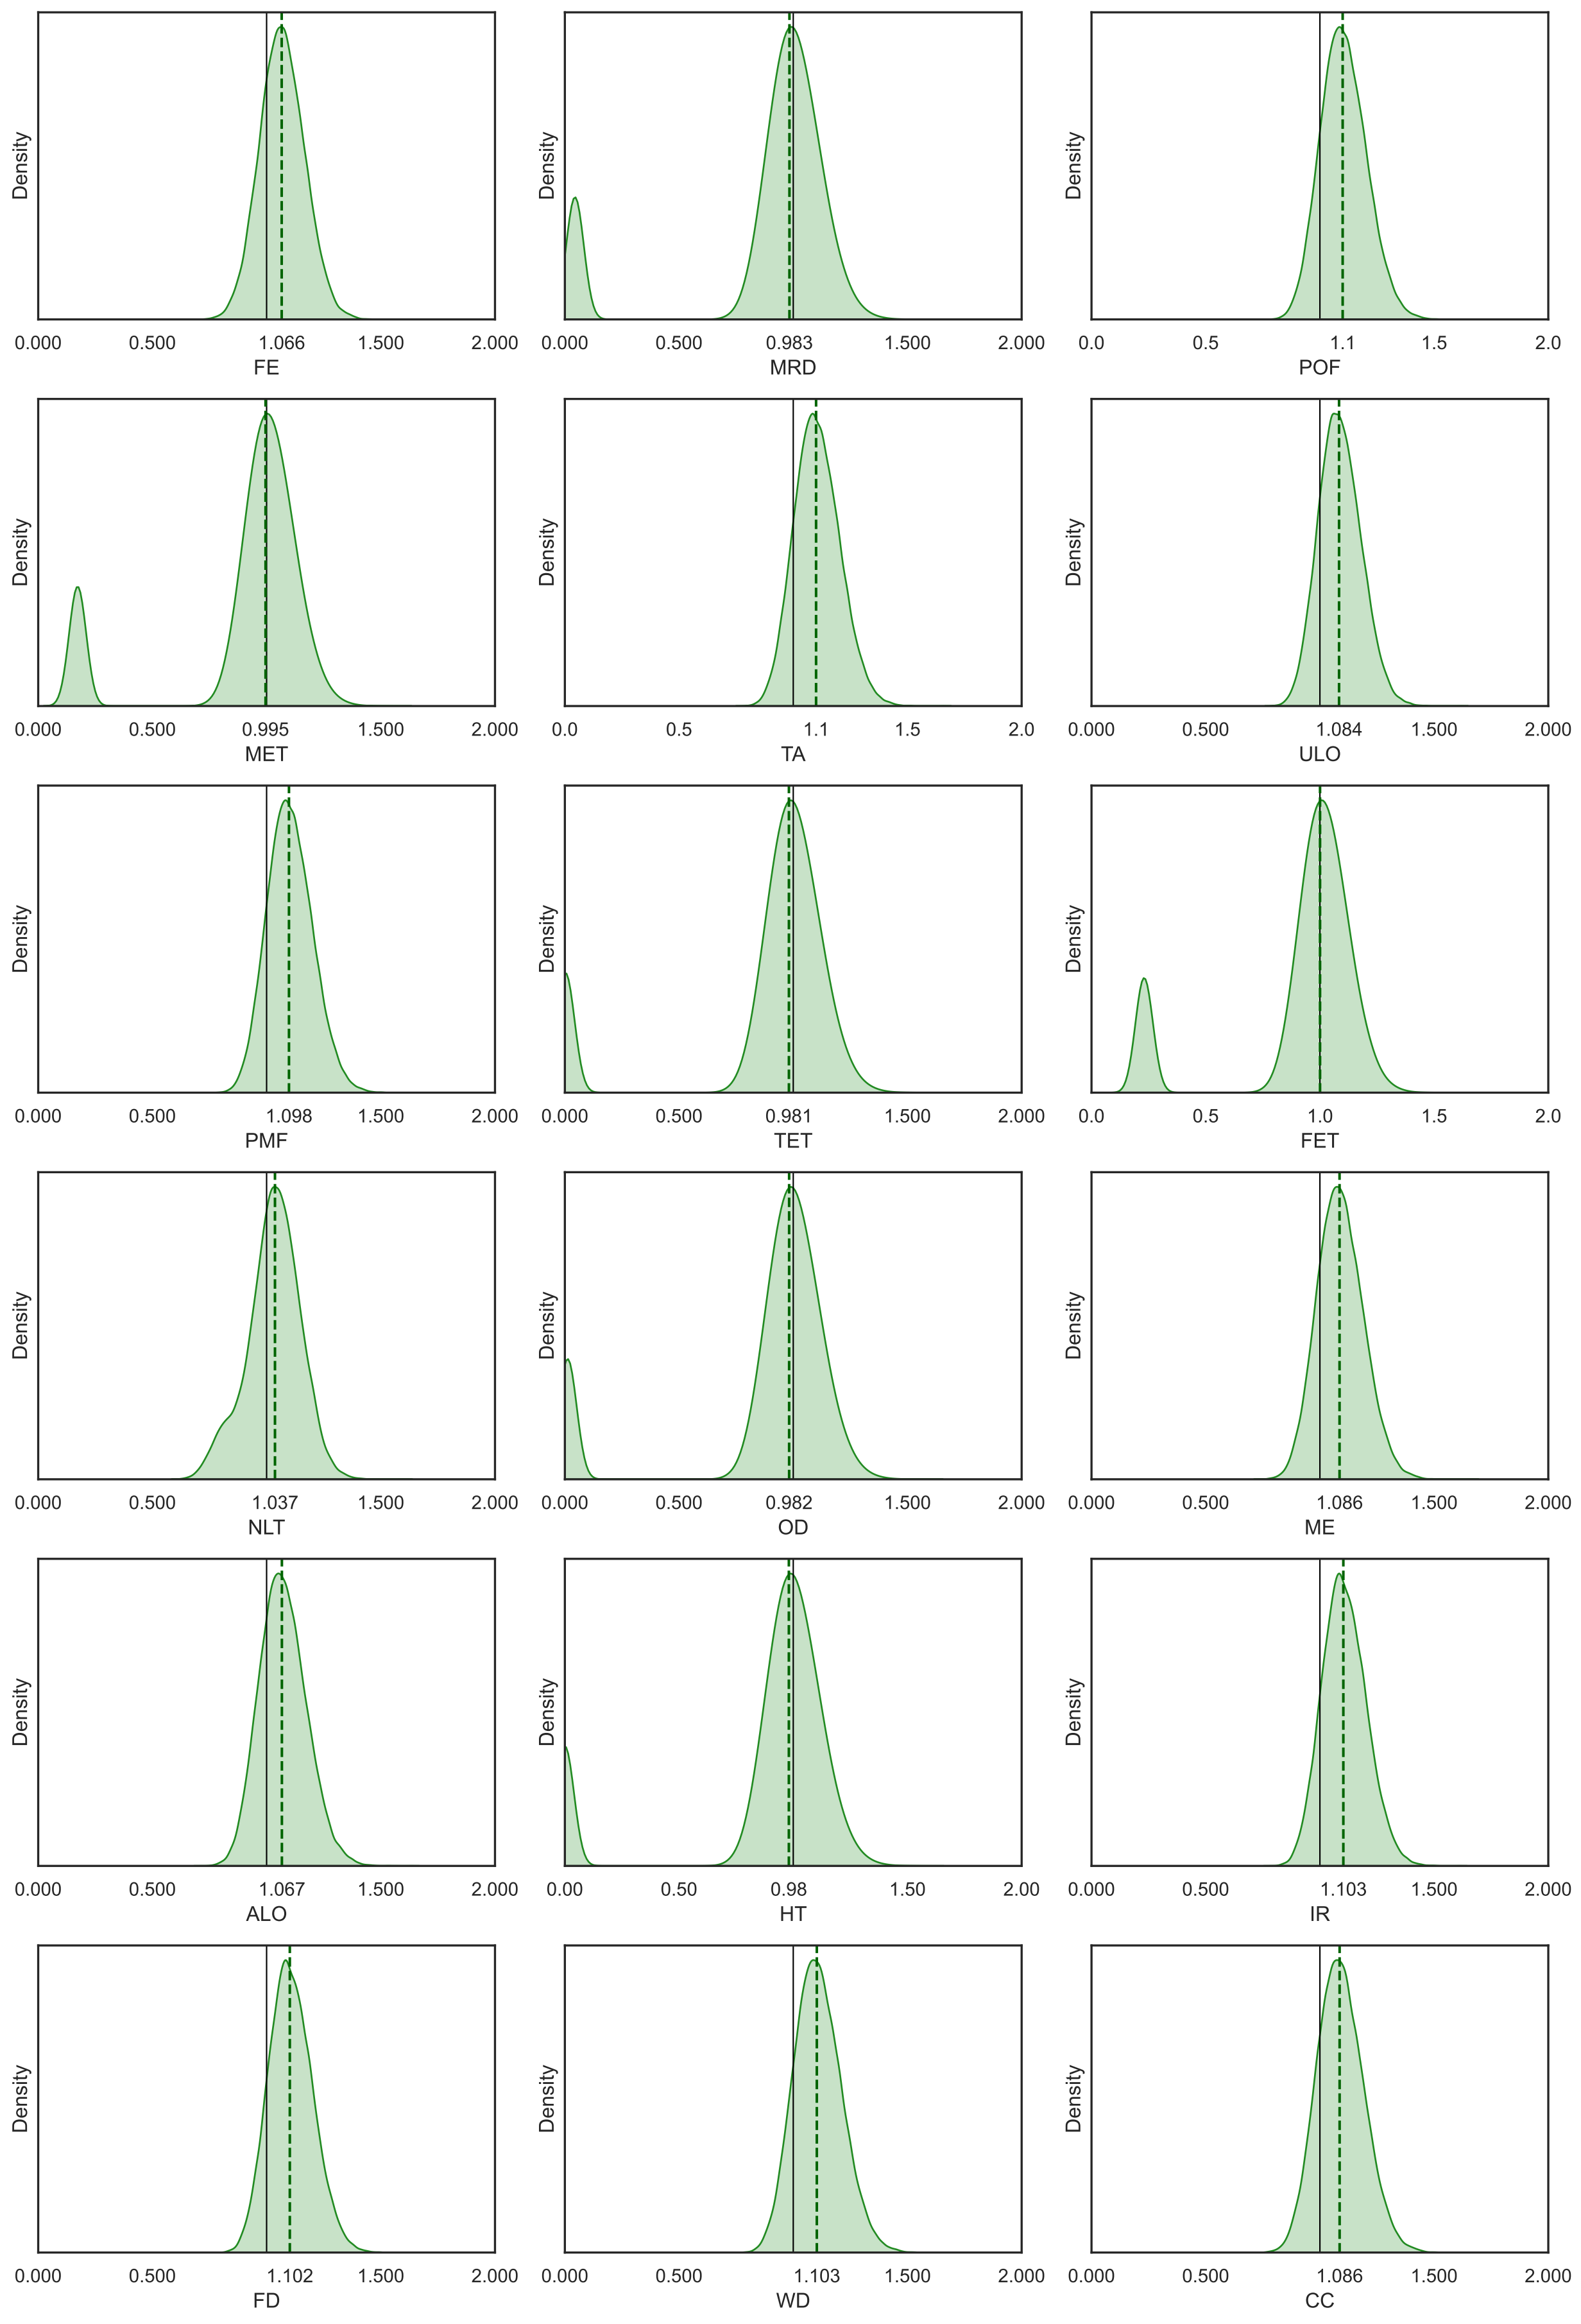 Density
0.000 0.500 1.066 1.500 2.000
FE
Density
0.000 0.500 0.983 1.500 2.000
MRD
Density
0.0 0.5 1.1 1.5 2.0
POF
Density
0.000 0.500 0.995 1.500 2.000
MET
Density
0.0 0.5 1.1 1.5 2.0
TA
Density
0.000 0.500 1.084 1.500 2.000
ULO
Density
0.000 0.500 1.098 1.500 2.000
PMF
Density
0.000 0.500 0.981 1.500 2.000
TET
Density
0.0 0.5 1.0 1.5 2.0
FET
Density
0.000 0.500 1.037 1.500 2.000
NLT
Density
0.000 0.500 0.982 1.500 2.000
OD
Density
0.000 0.500 1.086 1.500 2.000
ME
Density
0.000 0.500 1.067 1.500 2.000
ALO
Density
0.00 0.50 0.98 1.50 2.00
HT
Density
0.000 0.500 1.103 1.500 2.000
IR
Density
0.000 0.500 1.102 1.500 2.000
FD
Density
0.000 0.500 1.103 1.500 2.000
WD
Density
0.000 0.500 1.086 1.500 2.000
CC